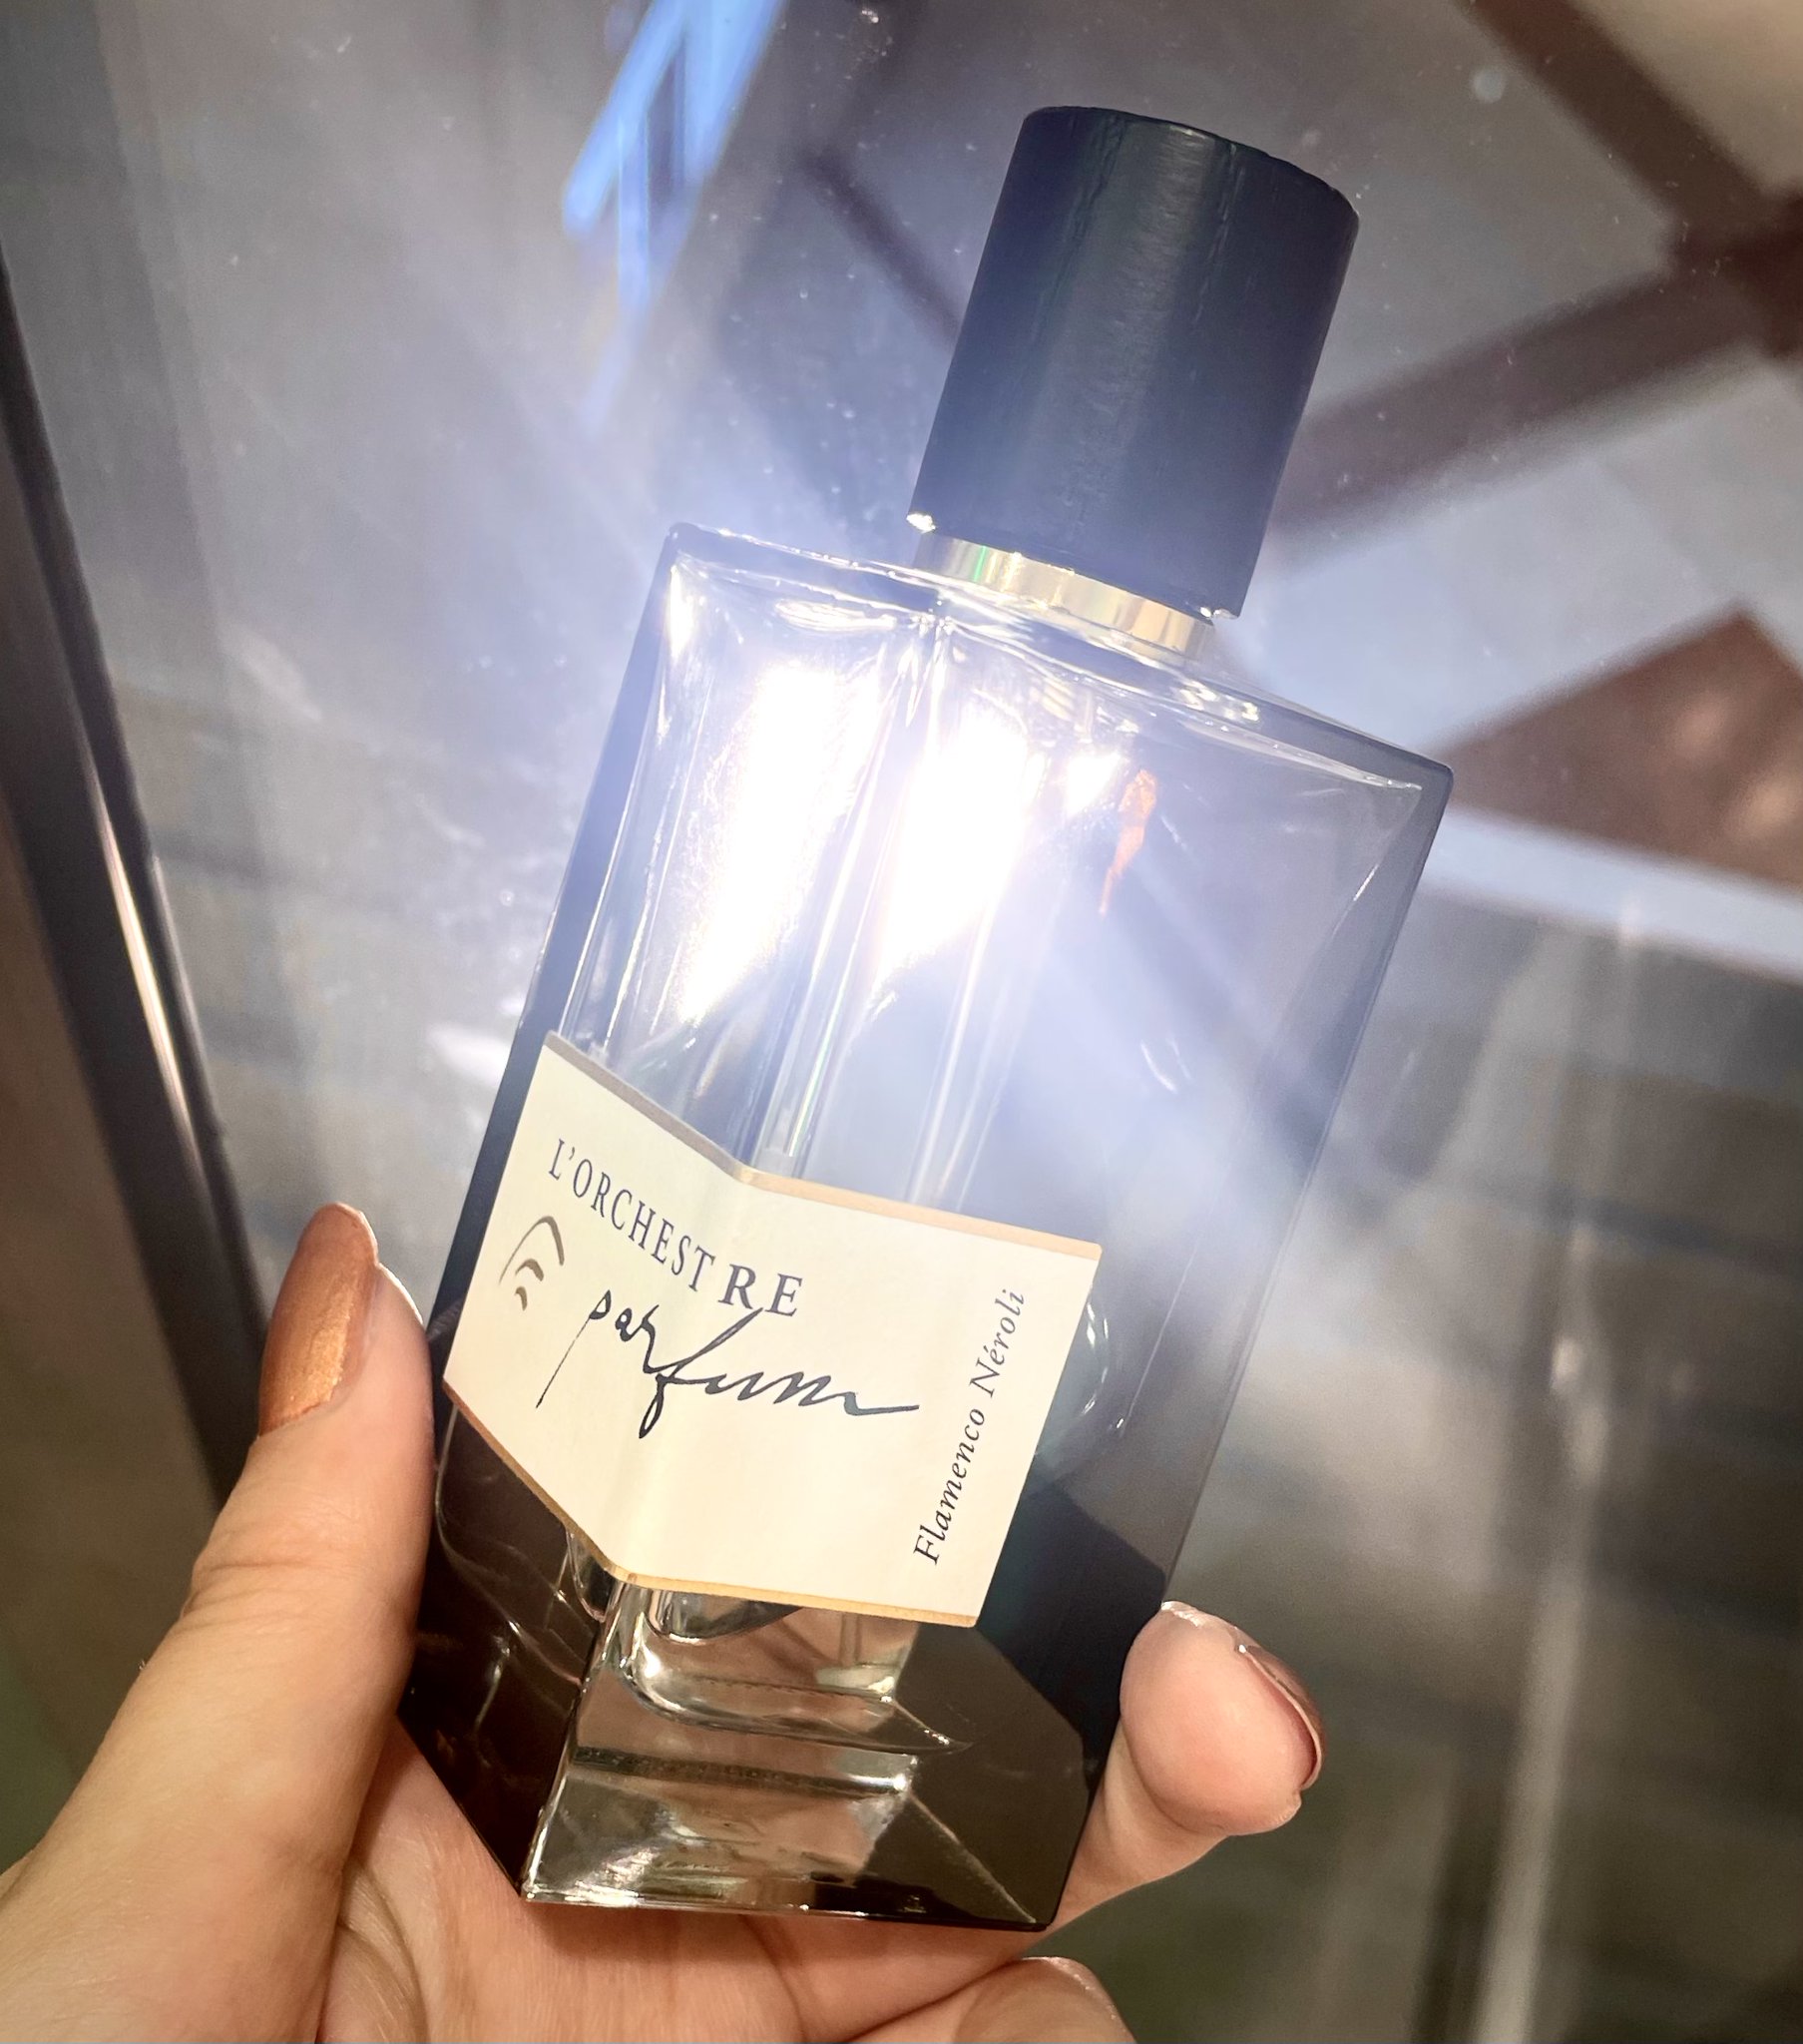 L'ORCHESTRE
parfum
Flamenco Néroli